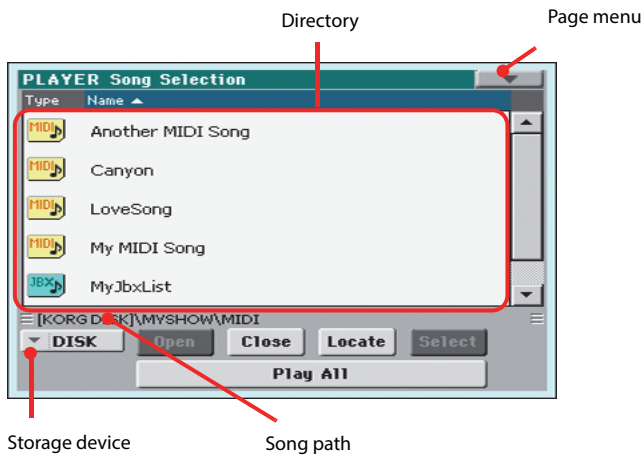 Directory
Page menu
PLAYER Song Selection
Type Name
MIDI Another MIDI Song
MIDI Canyon
MIDI LoveSong
MIDI My MIDI Song
JBX MyJbxList
[KORG DISK]\MYSHOW\MIDI
DISK Open Close Locate Select
Play All
Storage device
Song path